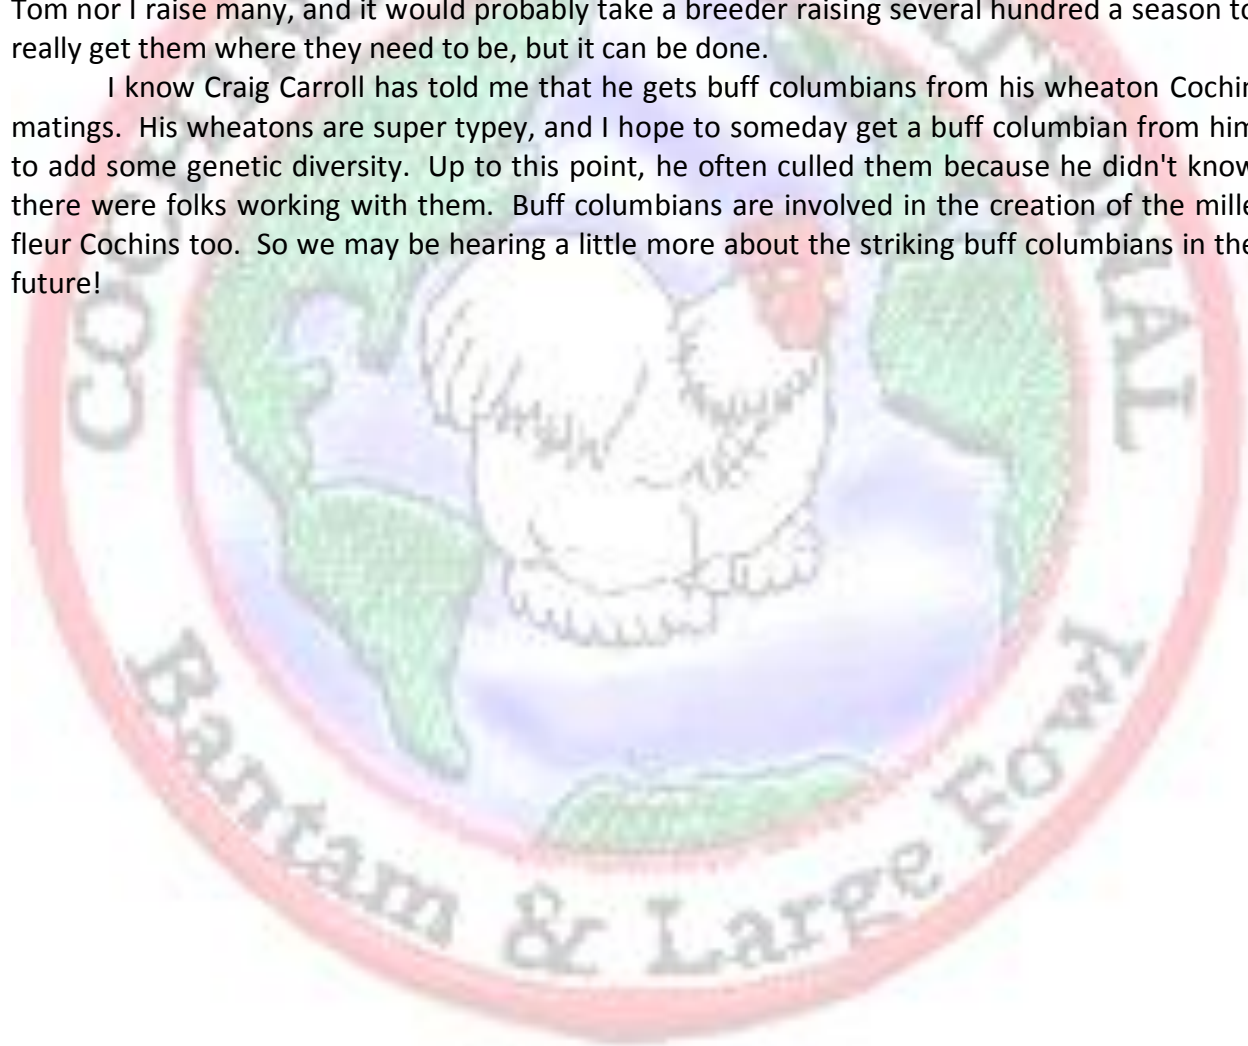 Tom nor I raise many, and it would probably take a breeder raising several hundred a season to
really get them where they need to be, but it can be done.
I know Craig Carroll has told me that he gets buff columbians from his wheaton Cochin
matings.  His wheatons are super typey, and I hope to someday get a buff columbian from him
to add some genetic diversity.  Up to this point, he often culled them because he didn't know
there were folks working with them.  Buff columbians are involved in the creation of the mille
fleur Cochins too.  So we may be hearing a little more about the striking buff columbians in the
future!
Bantam & Large Fowl